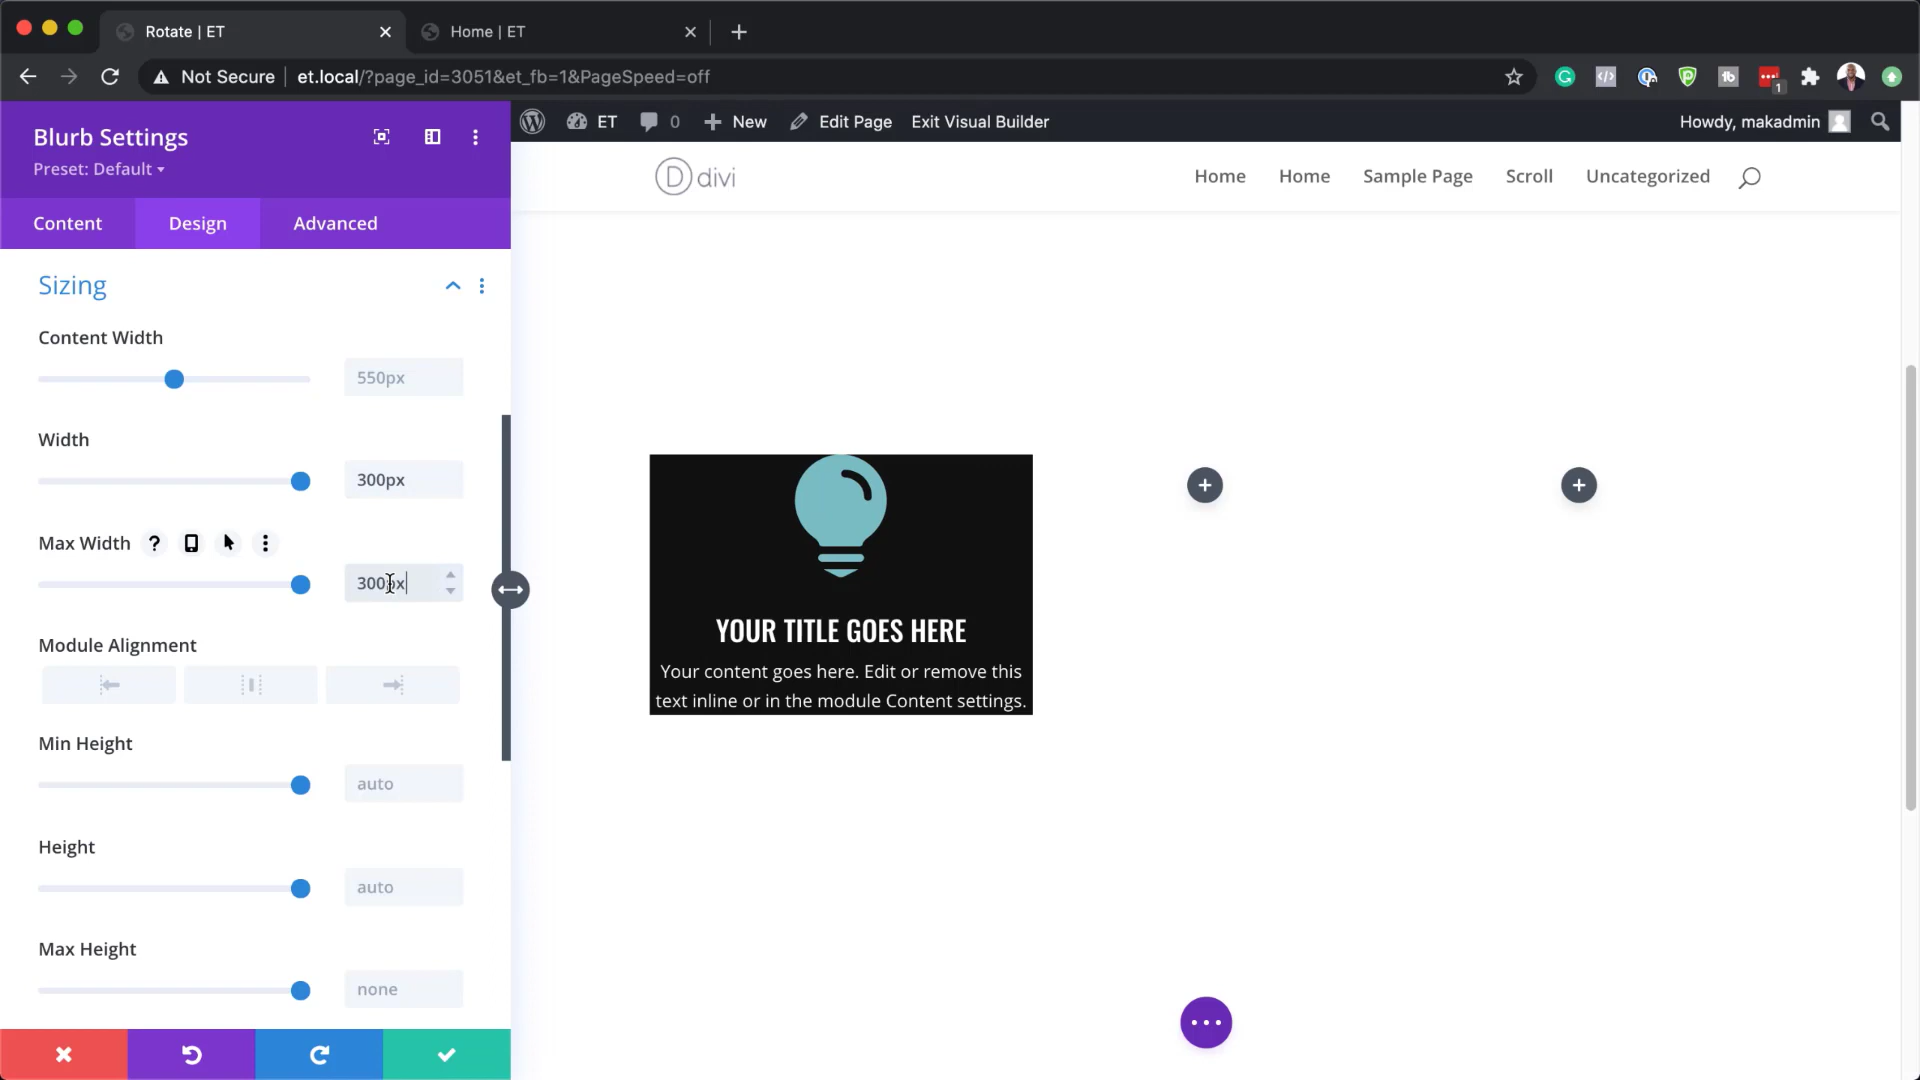 Rotate | ET
Home | ET
Not Secure
et.local/?page_id=3051&et_fb=1&PageSpeed=off
</>
tb
1
Blurb Settings
Preset: Default
Content
Design
Advanced
ET
0
New
Edit Page
Exit Visual Builder
Howdy, makadmin
D divi
Home
Home
Sample Page
Scroll
Uncategorized
Sizing
Content Width
550px
Width
300px
Max Width
?
300px
Module Alignment
Min Height
auto
Height
auto
Max Height
none
YOUR TITLE GOES HERE
Your content goes here. Edit or remove this
text inline or in the module Content settings.